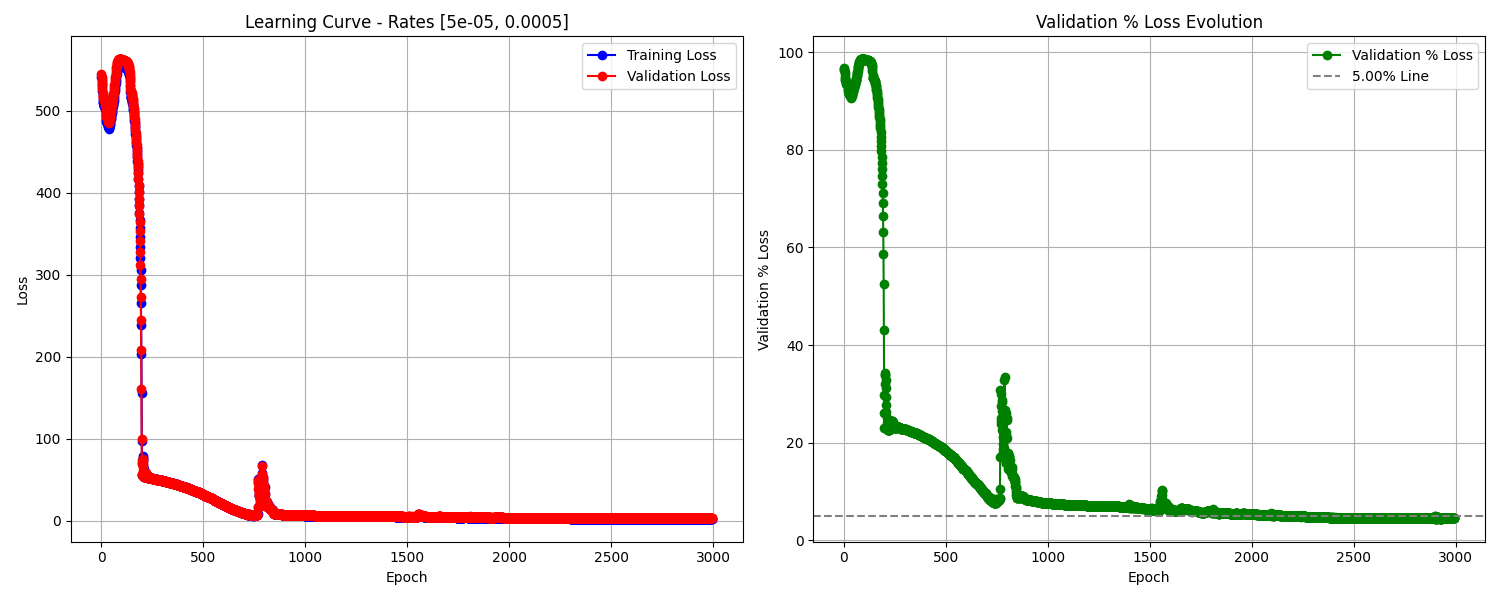 Learning Curve - Rates [5e-05, 0.0005]
Training Loss
Validation Loss
500
400
300
200
100
0
Loss
0
500
1000
1500
2000
2500
3000
Epoch
Validation % Loss Evolution
Validation % Loss
5.00% Line
100
80
60
40
20
0
Validation % Loss
0
500
1000
1500
2000
2500
3000
Epoch